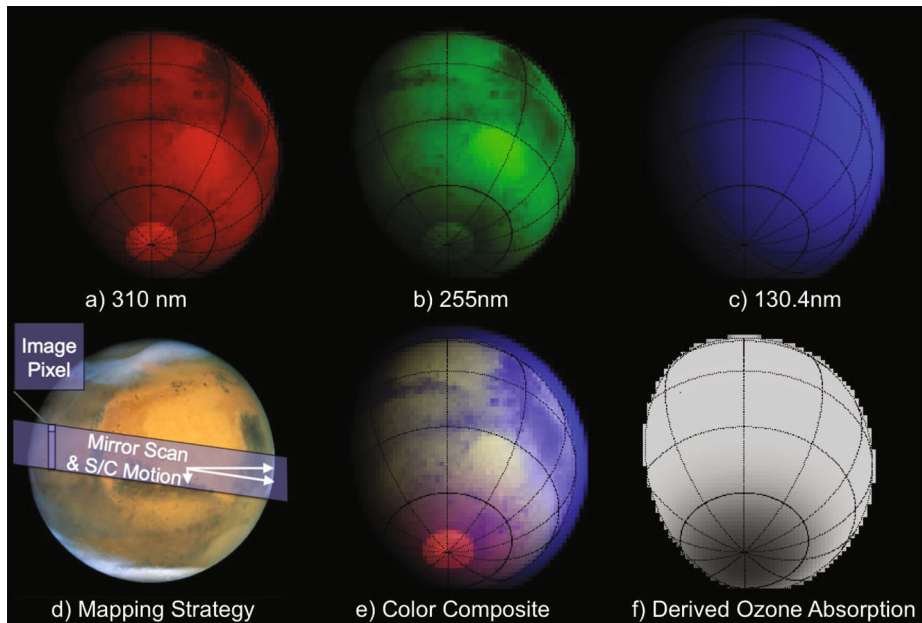 a) 310 nm
b) 255nm
c) 130.4nm
Image
Pixel
Mirror Scan
& S/C Motion
d) Mapping Strategy
e) Color Composite
f) Derived Ozone Absorption